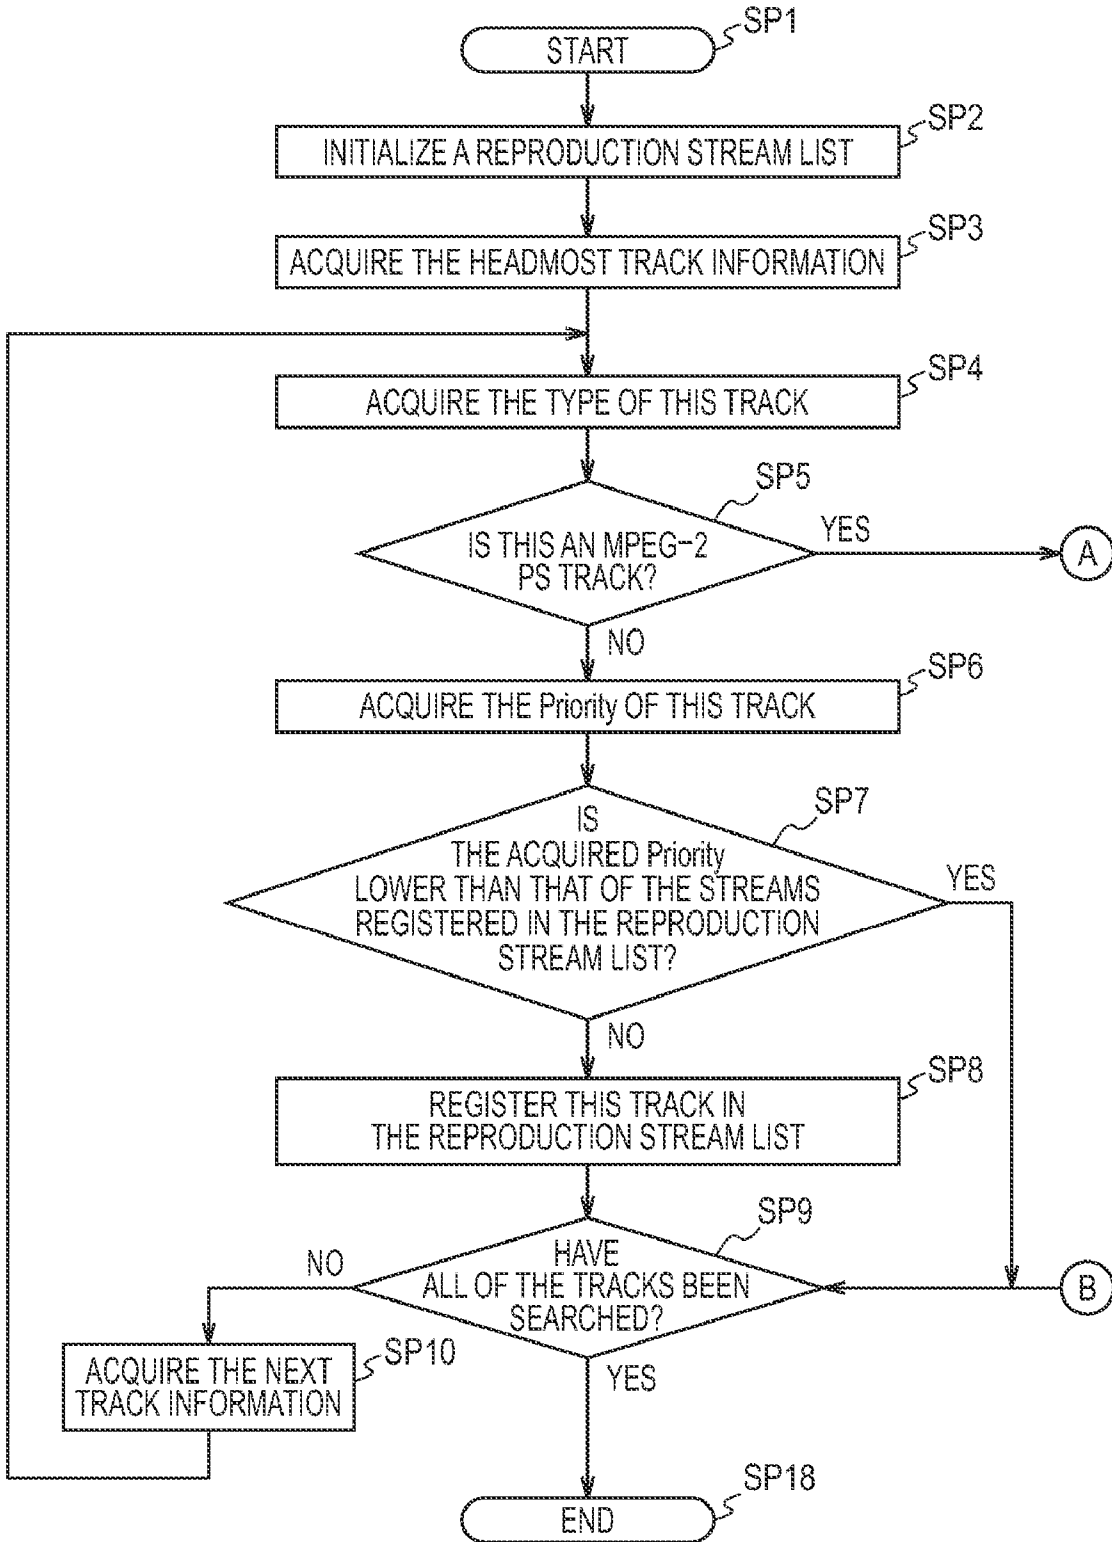 SP1
START
SP2
INITIALIZE A REPRODUCTION STREAM LIST
SP3
ACQUIRE THE HEADMOST TRACK INFORMATION
SP4
ACQUIRE THE TYPE OF THIS TRACK
SP5
YES
IS THIS AN MPEG-2
PS TRACK?
A
NO
SP6
ACQUIRE THE Priority OF THIS TRACK
SP7
IS
THE ACQUIRED Priority
LOWER THAN THAT OF THE STREAMS
REGISTERED IN THE REPRODUCTION
STREAM LIST?
YES
NO
SP8
REGISTER THIS TRACK IN
THE REPRODUCTION STREAM LIST
SP9
NO
HAVE
ALL OF THE TRACKS BEEN
SEARCHED?
B
SP10
ACQUIRE THE NEXT
TRACK INFORMATION
YES
SP18
END